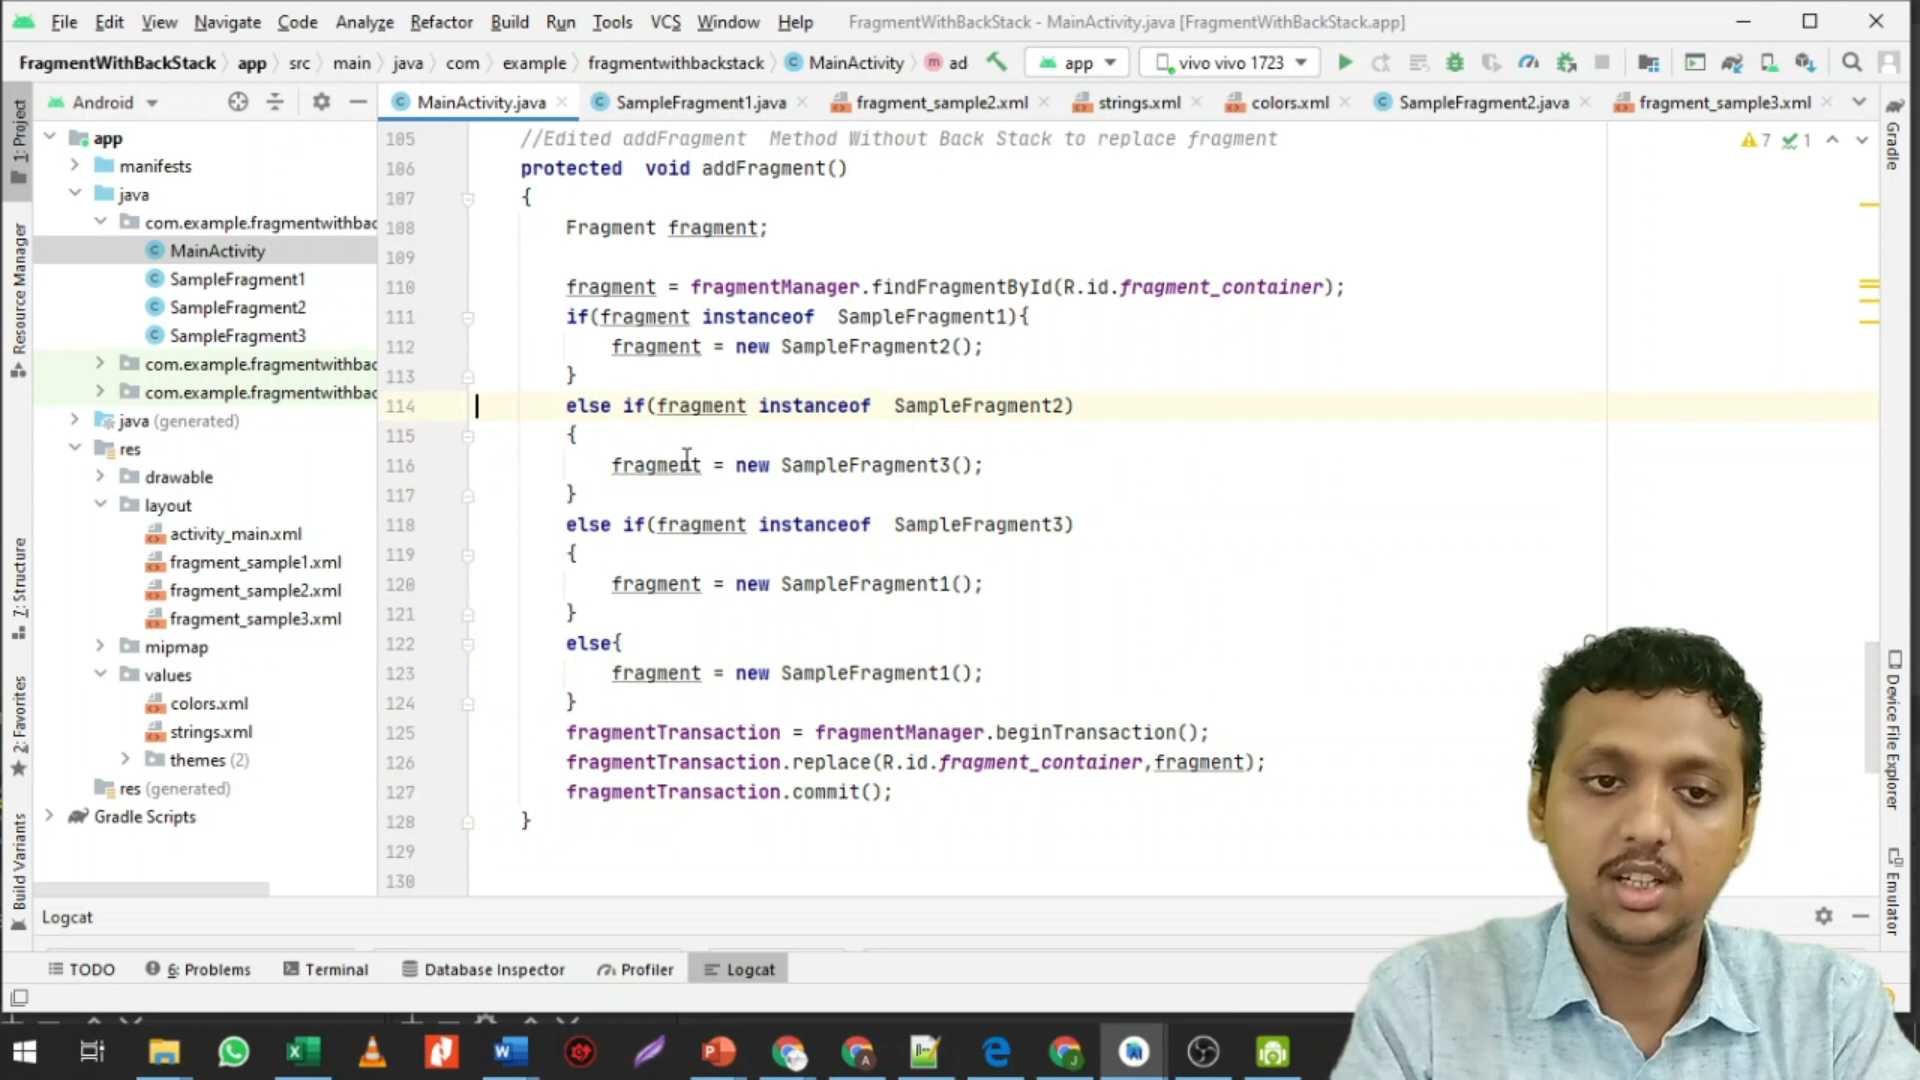 File Edit View Navigate Code Analyze Refactor Build Run Tools VCS Window Help FragmentWithBackStack - MainActivity.java [FragmentWithBackStack.app]
FragmentWithBackStack app src main java com example fragmentwithbackstack MainActivity ad app vivo vivo 1723
Android MainActivity.java SampleFragment1.java fragment_sample2.xml strings.xml colors.xml SampleFragment2.java fragment_sample3.xml
1: Project
Resource Manager
7: Structure
2: Favorites
Build Variants
app
manifests
java
com.example.fragmentwithbac
MainActivity
SampleFragment1
SampleFragment2
SampleFragment3
com.example.fragmentwithbac
com.example.fragmentwithbac
java (generated)
res
drawable
layout
activity_main.xml
fragment_sample1.xml
fragment_sample2.xml
fragment_sample3.xml
mipmap
values
colors.xml
strings.xml
themes (2)
res (generated)
Gradle Scripts
105 //Edited addFragment Method Without Back Stack to replace fragment
106 protected void addFragment()
107 {
108 Fragment fragment;
109
110 fragment = fragmentManager.findFragmentById(R.id.fragment_container);
111 if(fragment instanceof SampleFragment1){
112 fragment = new SampleFragment2();
113 }
114 else if(fragment instanceof SampleFragment2)
115 {
116 fragment = new SampleFragment3();
117 }
118 else if(fragment instanceof SampleFragment3)
119 {
120 fragment = new SampleFragment1();
121 }
122 else{
123 fragment = new SampleFragment1();
124 }
125 fragmentTransaction = fragmentManager.beginTransaction();
126 fragmentTransaction.replace(R.id.fragment_container,fragment);
127 fragmentTransaction.commit();
128 }
129
130
7 1
Gradle
Device File Explorer
Emulator
Logcat
TODO 6: Problems Terminal Database Inspector Profiler Logcat